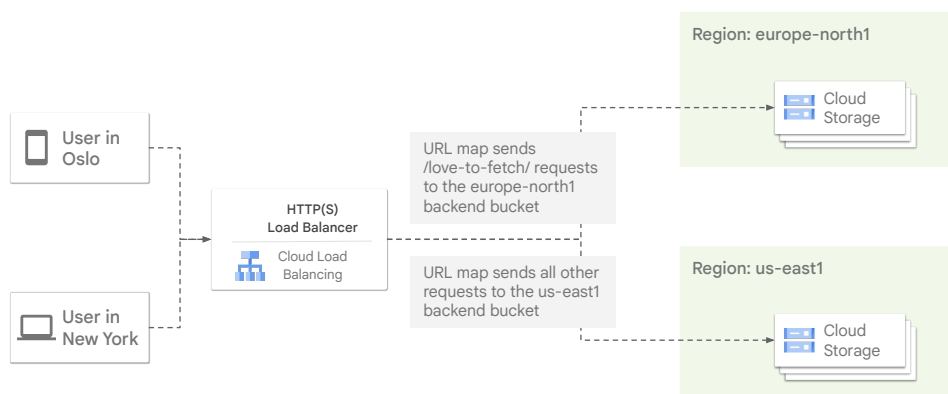 User in
Oslo
User in
New York
HTTP(S)
Load Balancer
Cloud Load
Balancing
URL map sends
/love-to-fetch/ requests
to the europe-north1
backend bucket
URL map sends all other
requests to the us-east1
backend bucket
Region: europe-north1
Cloud
Storage
Region: us-east1
Cloud
Storage